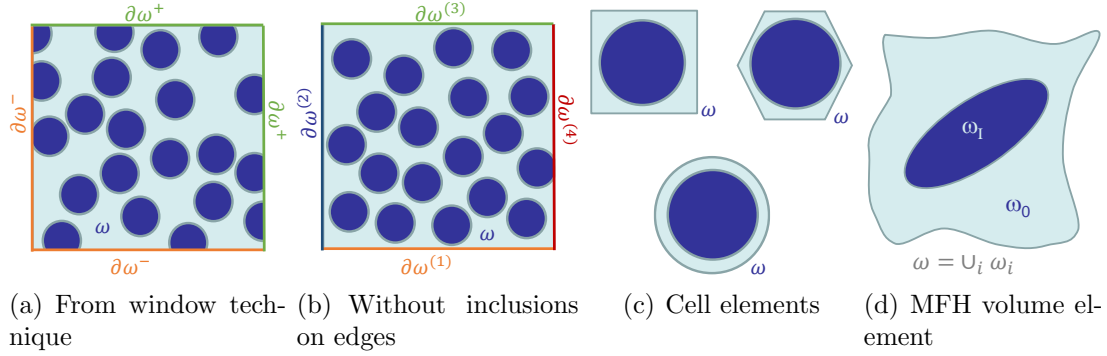 ∂ω⁺
∂ω⁻
∂ω⁺
ω
∂ω⁻
∂ω⁽³⁾
∂ω⁽²⁾
∂ω⁽⁴⁾
ω
∂ω⁽¹⁾
ω
ω
ω
ω_I
ω_0
ω = ∪_i ω_i
(a) From window tech-
nique
(b) Without inclusions
on edges
(c) Cell elements
(d) MFH volume el-
ement